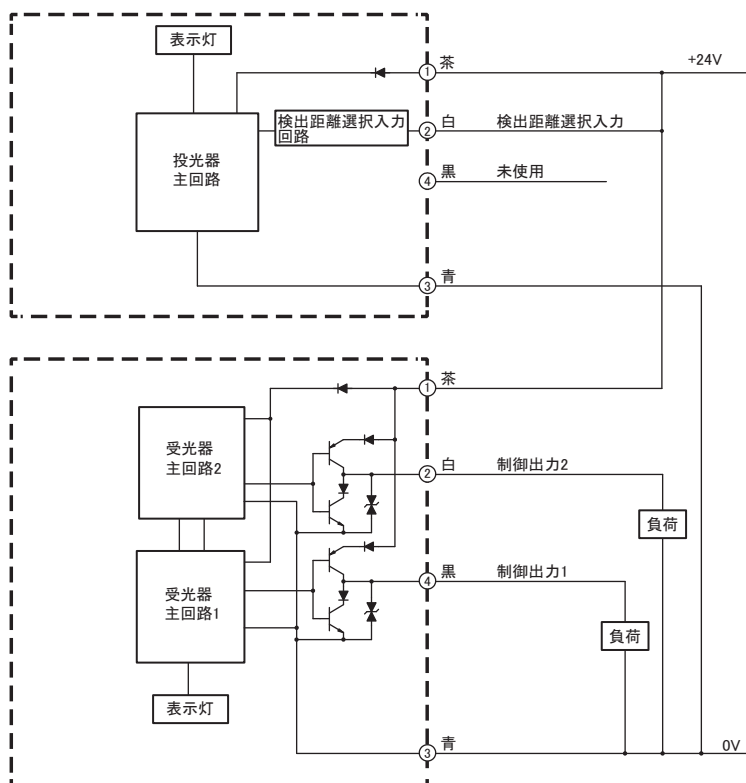 表示灯
茶
+24V
①
検出距離選択入力
回路
白
検出距離選択入力
②
投光器
主回路
黒
未使用
④
青
③
茶
①
受光器
主回路2
白
制御出力2
②
負荷
黒
制御出力1
④
受光器
主回路1
負荷
表示灯
青
0V
③